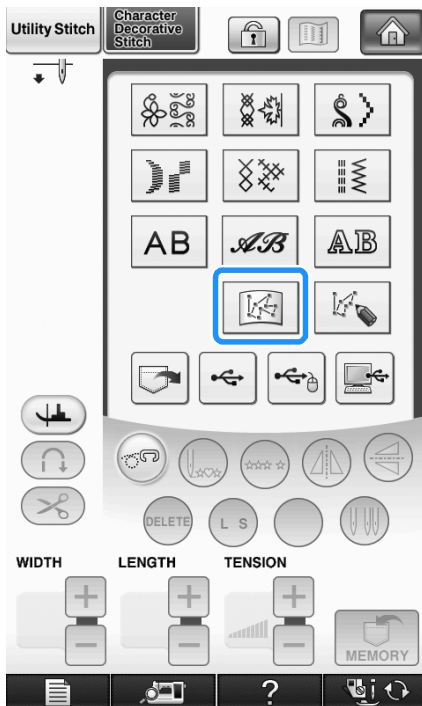 Utility Stitch
Character
Decorative
Stitch
AB
AB
AB
DELETE
L S
WIDTH
LENGTH
TENSION
+
+
+
−
−
−
MEMORY
?
i